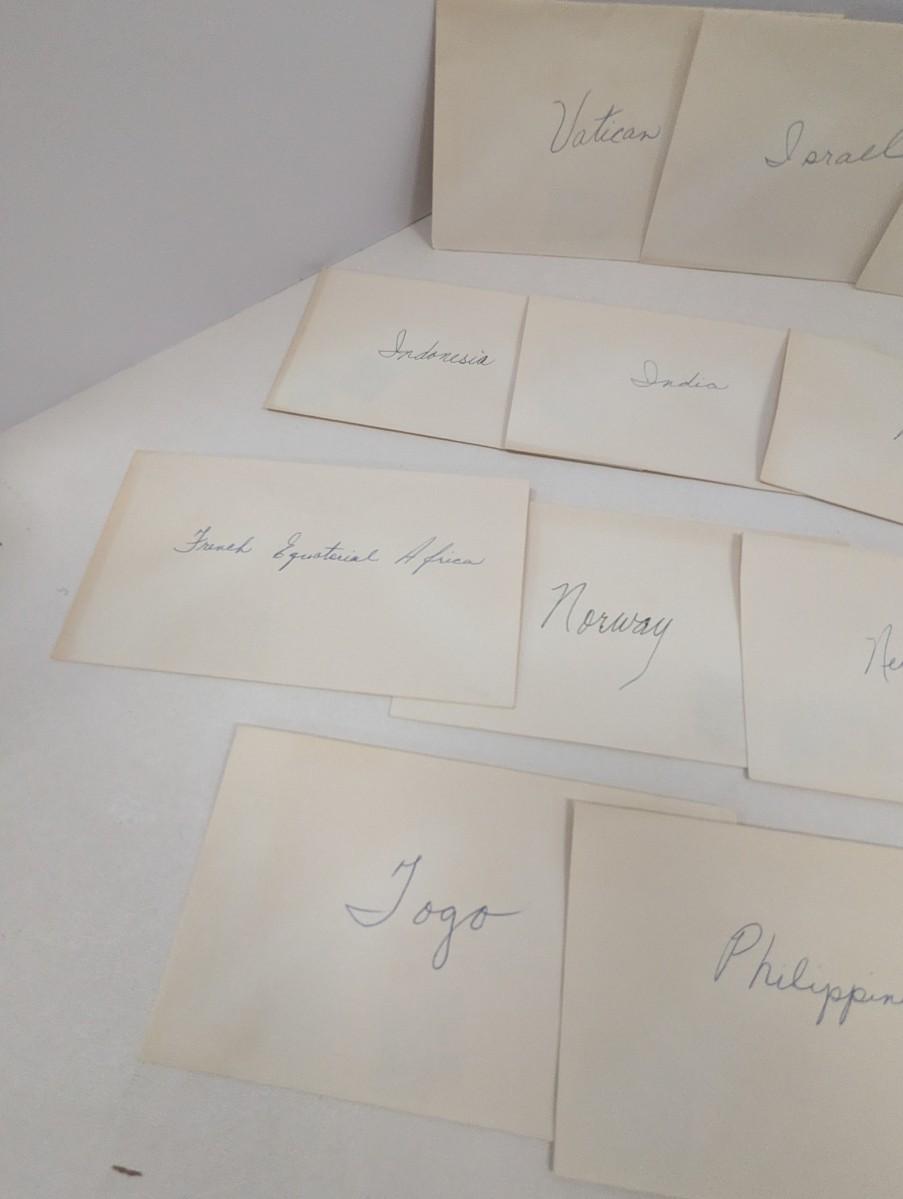 Vatican
Israel
Indonesia
India
French Equatorial Africa
Norway
Togo